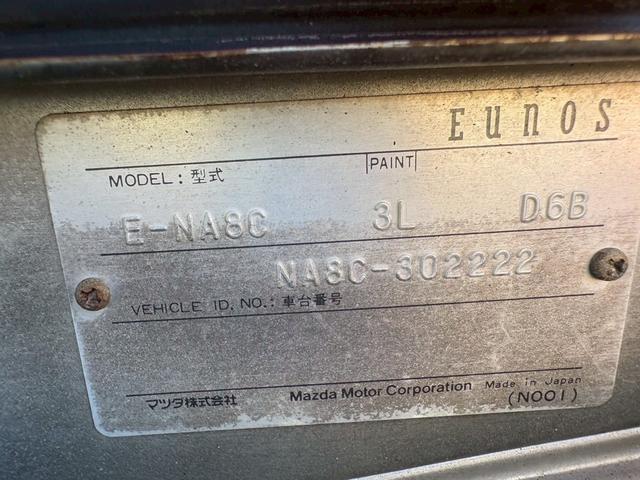 EUNOS
MODEL: 型式 PAINT
E-NA8C 3L D6B
NA8C-302222
VEHICLE ID. NO.: 車台番号
マツダ株式会社 Mazda Motor Corporation Made in Japan
(N001)